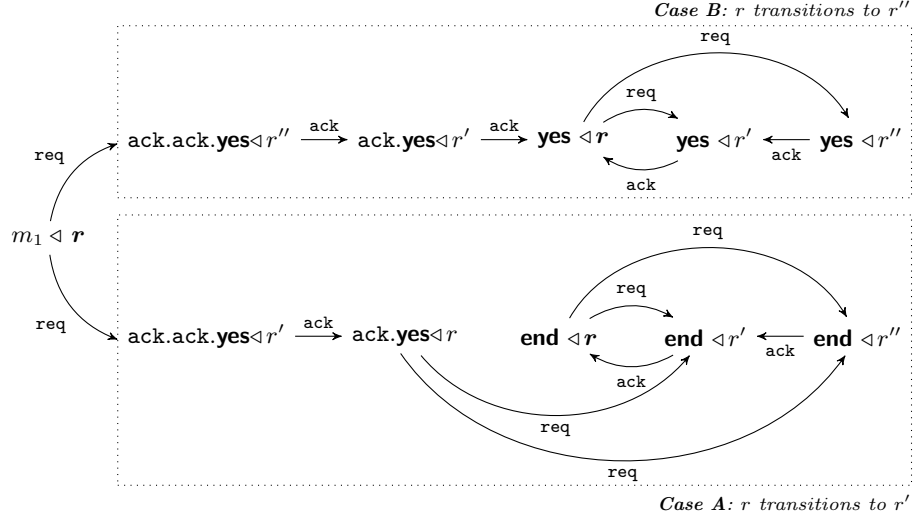 Case B: r transitions to r″
req
req
ack.ack.yes◁r″ ack ack.yes◁r′ ack yes ◁r yes ◁r′ ack yes ◁r″
ack
req
m₁ ◁ r
req
req
req
ack.ack.yes◁r′ ack ack.yes◁r end ◁r end ◁r′ ack end ◁r″
ack
req
req
Case A: r transitions to r′